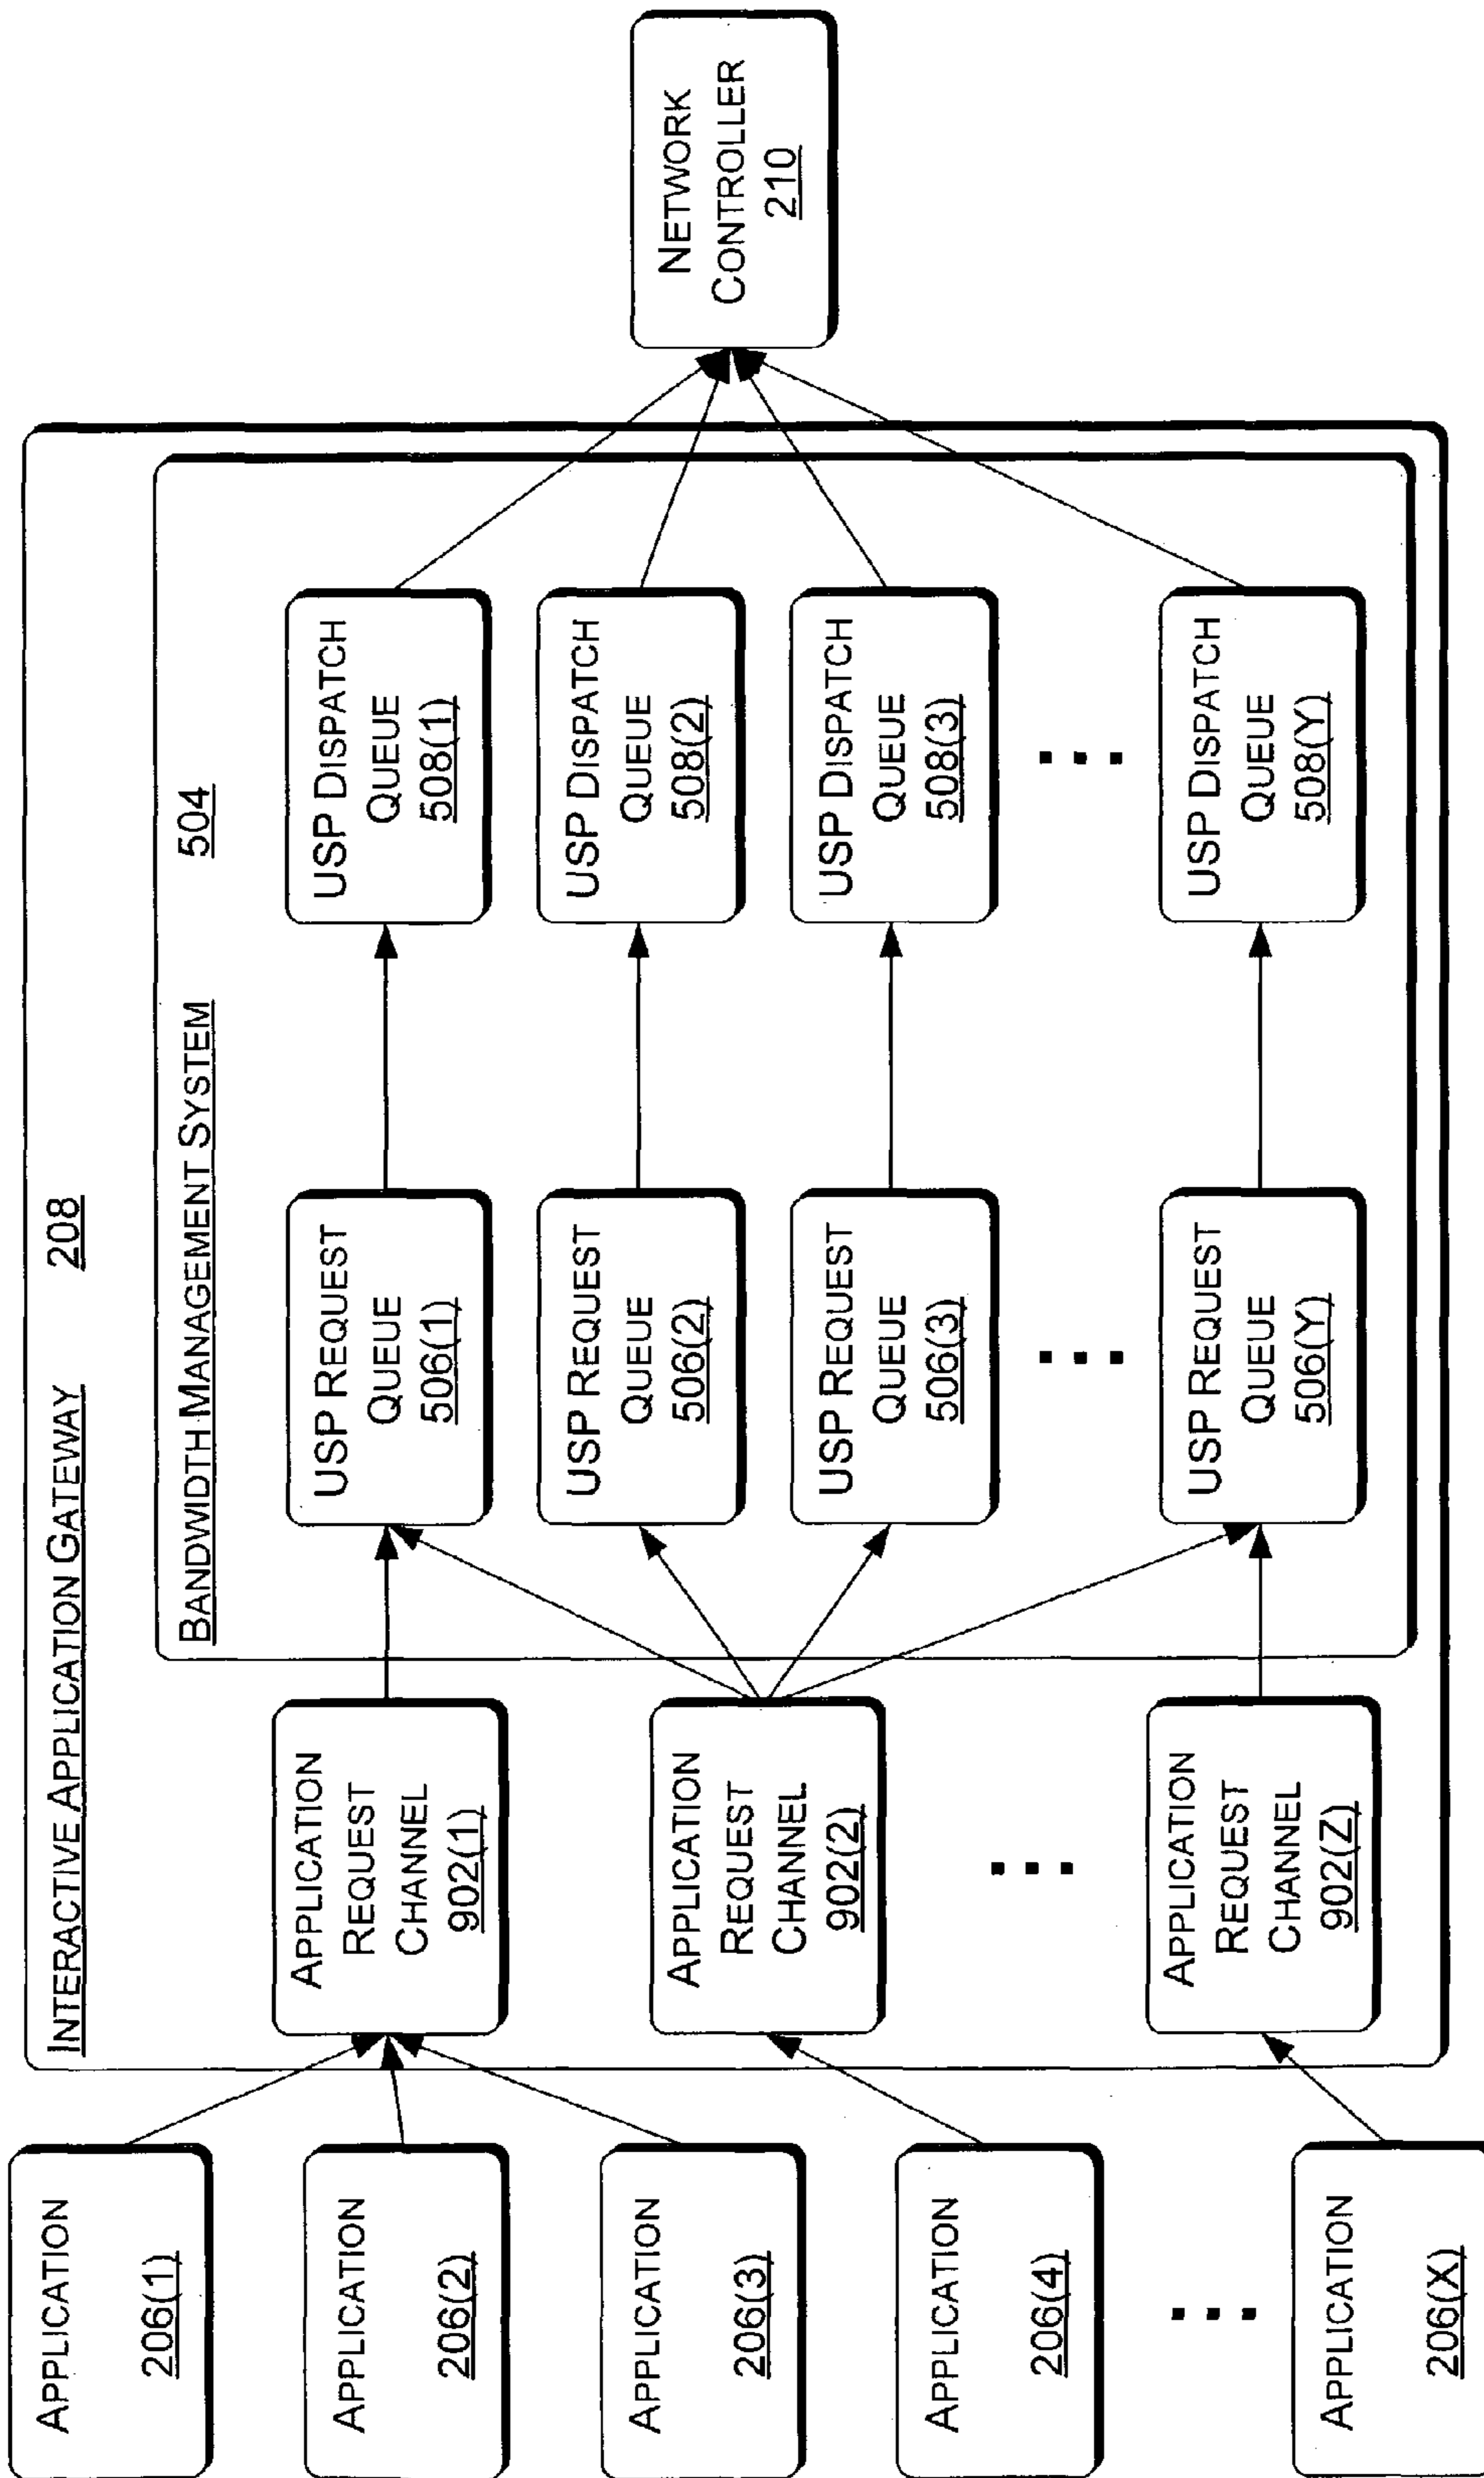 INTERACTIVE APPLICATION GATEWAY 208
BANDWIDTH MANAGEMENT SYSTEM 504
APPLICATION
206(1)
APPLICATION
206(2)
APPLICATION
206(3)
APPLICATION
206(4)
...
APPLICATION
206(X)
APPLICATION
REQUEST
CHANNEL
902(1)
APPLICATION
REQUEST
CHANNEL
902(2)
...
APPLICATION
REQUEST
CHANNEL
902(Z)
USP REQUEST
QUEUE
506(1)
USP REQUEST
QUEUE
506(2)
USP REQUEST
QUEUE
506(3)
...
USP REQUEST
QUEUE
506(Y)
USP DISPATCH
QUEUE
508(1)
USP DISPATCH
QUEUE
508(2)
USP DISPATCH
QUEUE
508(3)
...
USP DISPATCH
QUEUE
508(Y)
NETWORK
CONTROLLER
210